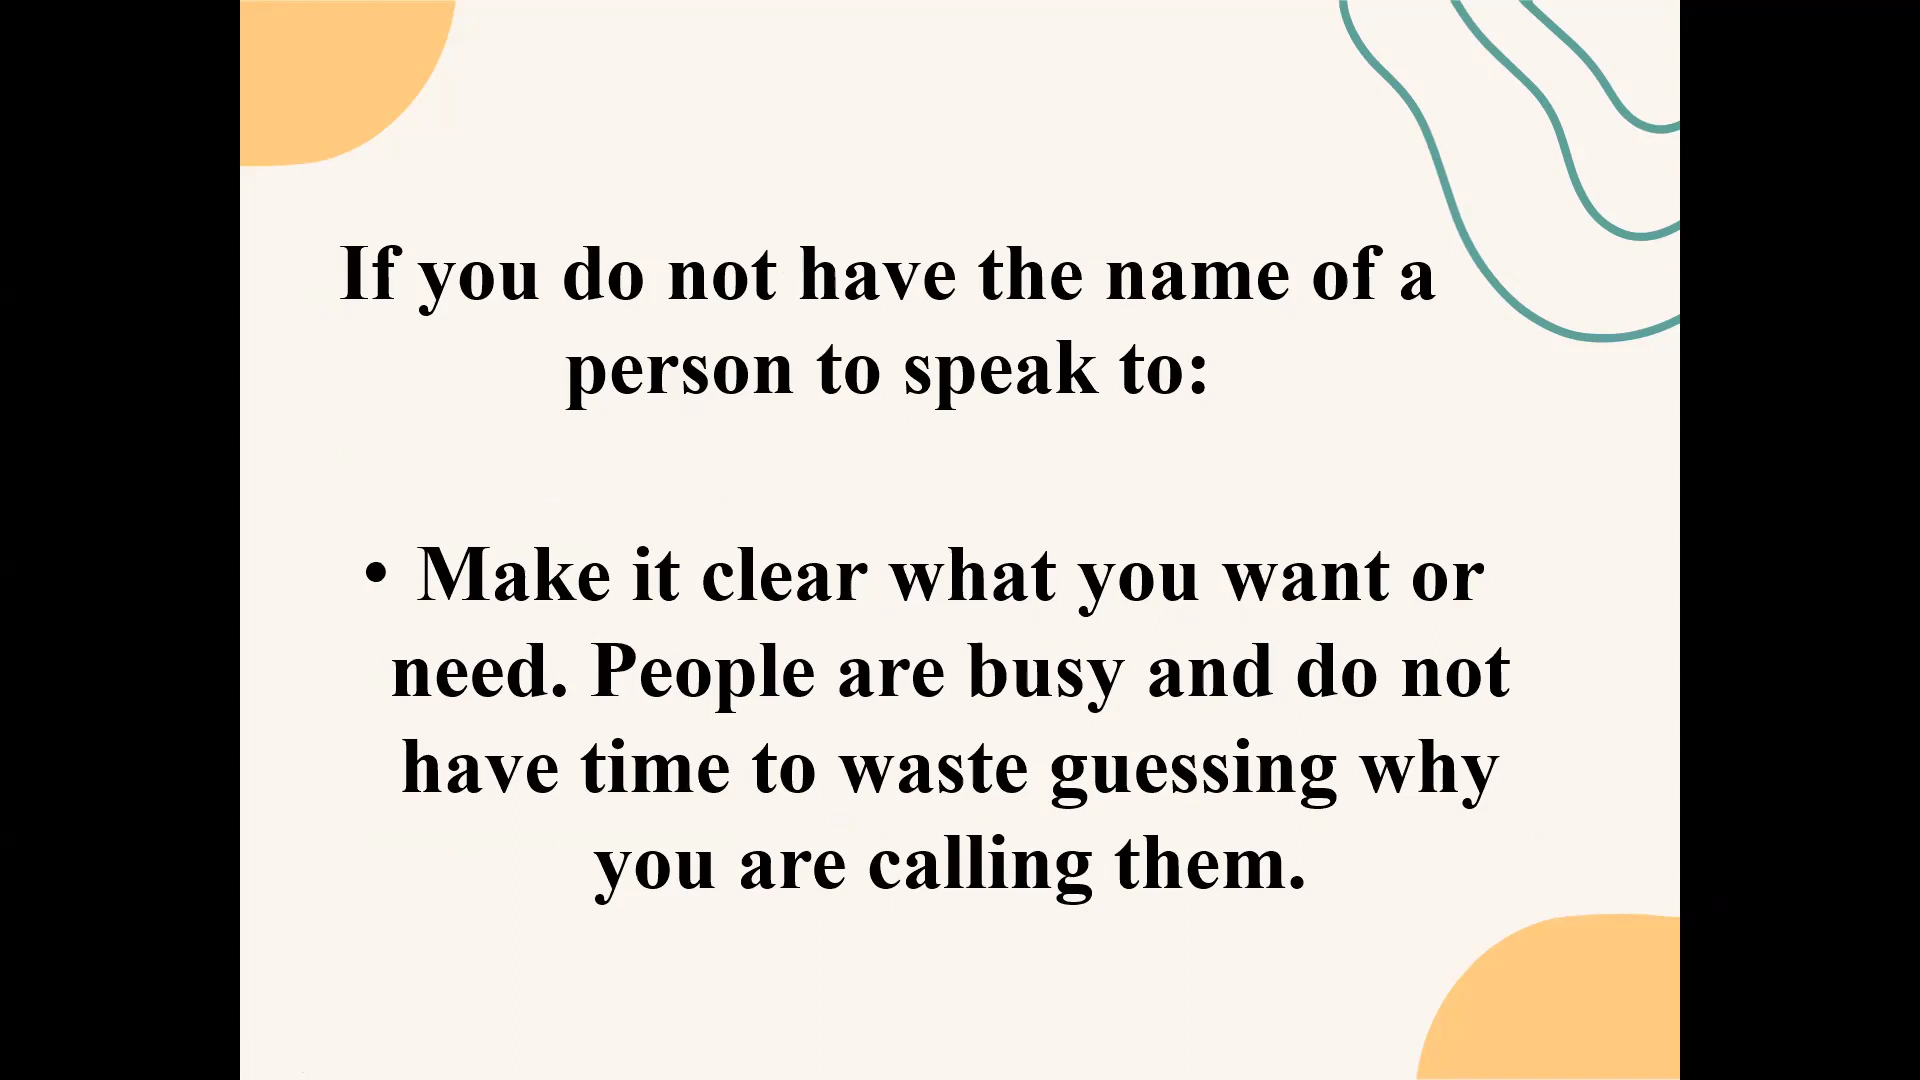 If you do not have the name of a
person to speak to:
• Make it clear what you want or
need. People are busy and do not
have time to waste guessing why
you are calling them.